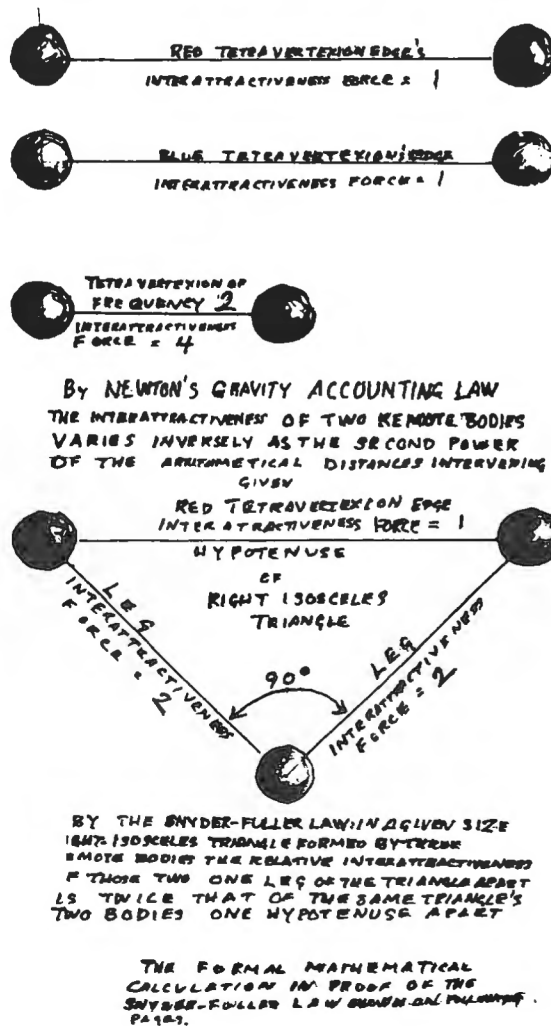 RED TETRAVERTEXION EDGE'S
INTERATTRACTIVENESS FORCE = 1
BLUE TETRAVERTEXION'S EDGE
INTERATTRACTIVENESS FORCE = 1
TETRAVERTEXION OF
FREQUENCY 2
INTERATTRACTIVENESS
FORCE = 4
BY NEWTON'S GRAVITY ACCOUNTING LAW
THE INTERATTRACTIVENESS OF TWO REMOTE BODIES
VARIES INVERSELY AS THE SECOND POWER
OF THE ARITHMETICAL DISTANCES INTERVENING
GIVEN
RED TETRAVERTEXION EDGE
INTERATTRACTIVENESS FORCE = 1
HYPOTENUSE
OF
RIGHT ISOSCELES
TRIANGLE
LEG
INTERATTRACTIVENESS
FORCE = 2
90°
LEG
INTERATTRACTIVENESS
FORCE = 2
BY THE SNYDER-FULLER LAW: IN A GIVEN SIZE
IGHT-ISOSCELES TRIANGLE FORMED BY THREE
EMOTE BODIES THE RELATIVE INTERATTRACTIVENESS
F THOSE TWO ONE LEG OF THE TRIANGLE APART
IS TWICE THAT OF THE SAME TRIANGLE'S
TWO BODIES ONE HYPOTENUSE APART
THE FORMAL MATHEMATICAL
CALCULATION IN PROOF OF THE
SNYDER-FULLER LAW SHOWN ON FOLLOWING
PAGES.